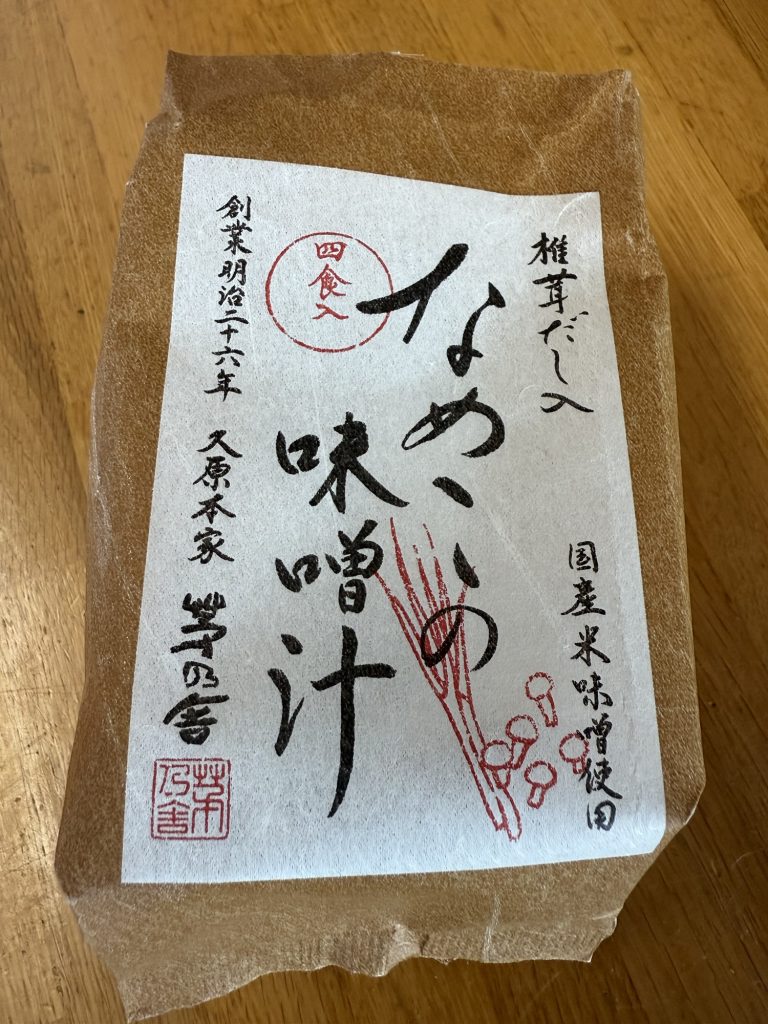 椎茸だし入
国産米味噌使用
なめこの
味噌汁
四食入
創業明治二十六年
久原本家
茅乃舎
茅乃舎